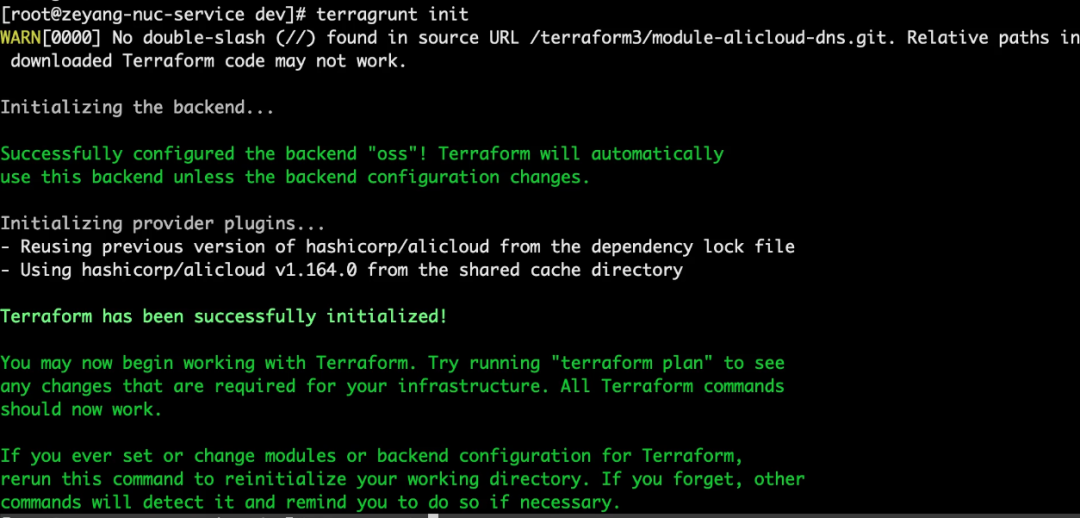 [root@zeyang-nuc-service dev]# terragrunt init
WARN[0000] No double-slash (//) found in source URL /terraform3/module-alicloud-dns.git. Relative paths in
downloaded Terraform code may not work.
Initializing the backend...
Successfully configured the backend "oss"! Terraform will automatically
use this backend unless the backend configuration changes.
Initializing provider plugins...
- Reusing previous version of hashicorp/alicloud from the dependency lock file
- Using hashicorp/alicloud v1.164.0 from the shared cache directory
Terraform has been successfully initialized!
You may now begin working with Terraform. Try running "terraform plan" to see
any changes that are required for your infrastructure. All Terraform commands
should now work.
If you ever set or change modules or backend configuration for Terraform,
rerun this command to reinitialize your working directory. If you forget, other
commands will detect it and remind you to do so if necessary.